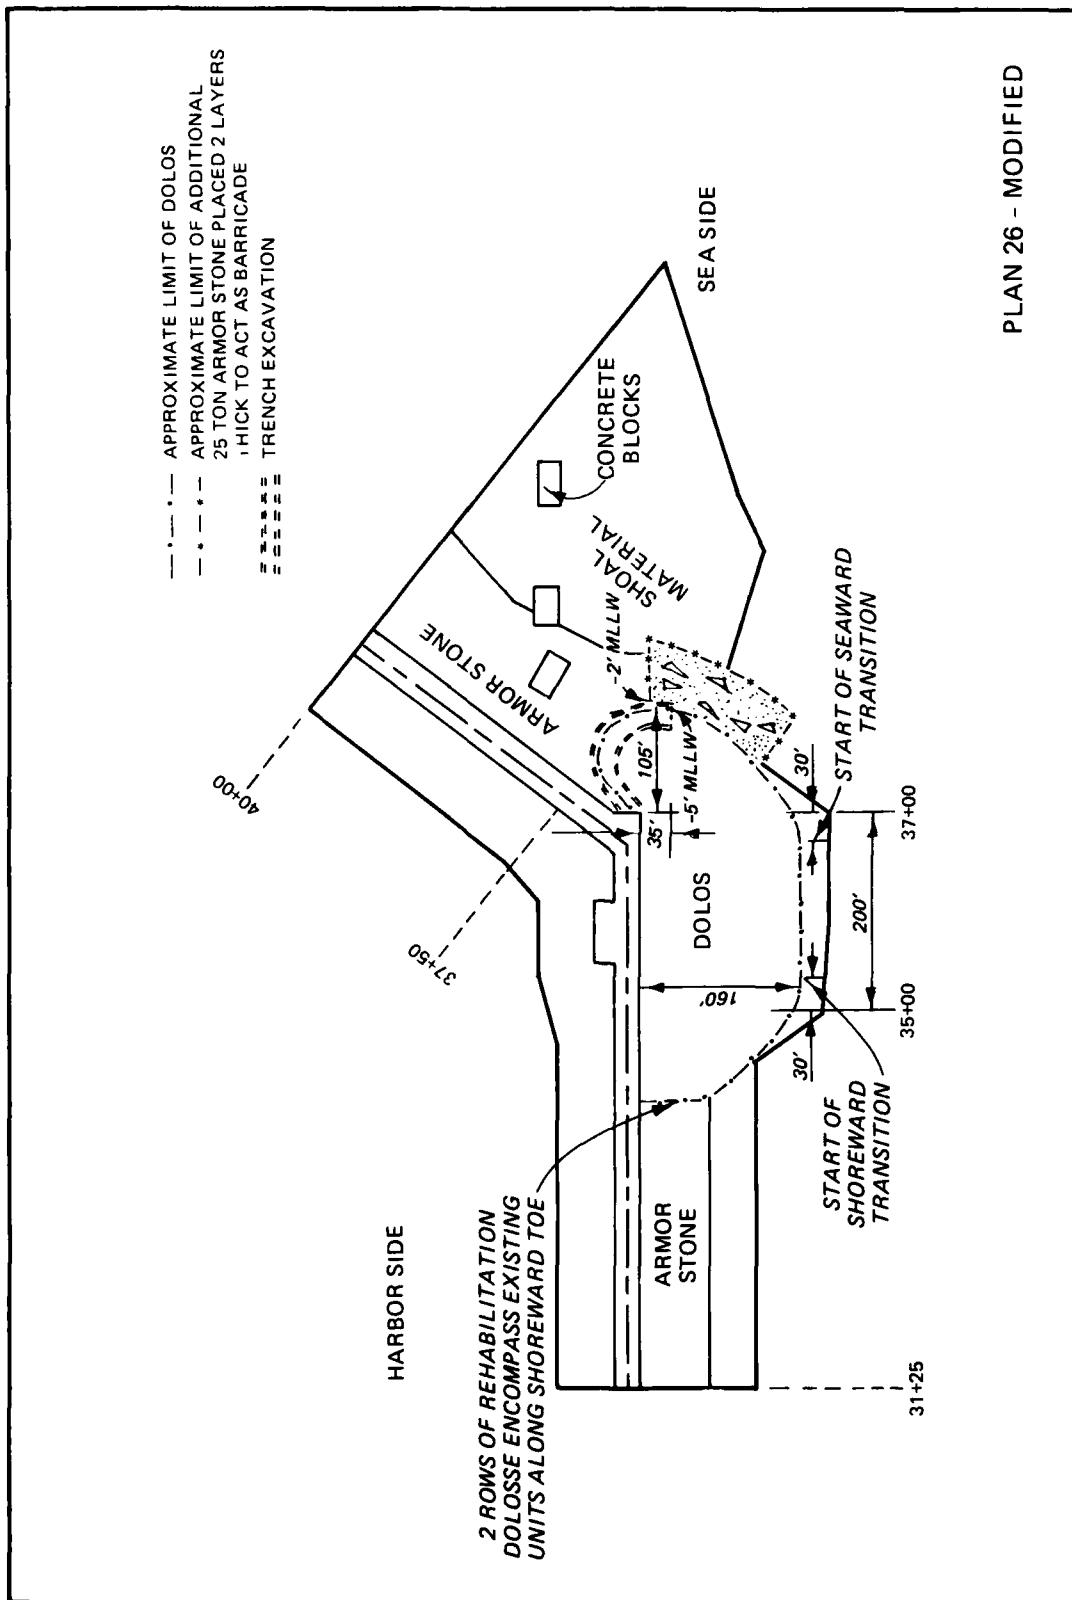 —·—·— APPROXIMATE LIMIT OF DOLOS
— * — * — APPROXIMATE LIMIT OF ADDITIONAL
25 TON ARMOR STONE PLACED 2 LAYERS
THICK TO ACT AS BARRICADE
TRENCH EXCAVATION
HARBOR SIDE
40+00
37+50
ARMOR STONE
CONCRETE
BLOCKS
SHOAL
MATERIAL
SEA SIDE
-2' MLLW
105'
-5' MLLW
35'
DOLOS
160'
2 ROWS OF REHABILITATION
DOLOSSE ENCOMPASS EXISTING
UNITS ALONG SHOREWARD TOE
ARMOR
STONE
30'
30'
200'
START OF
SHOREWARD
TRANSITION
START OF SEAWARD
TRANSITION
31+25
35+00
37+00
PLAN 26 - MODIFIED